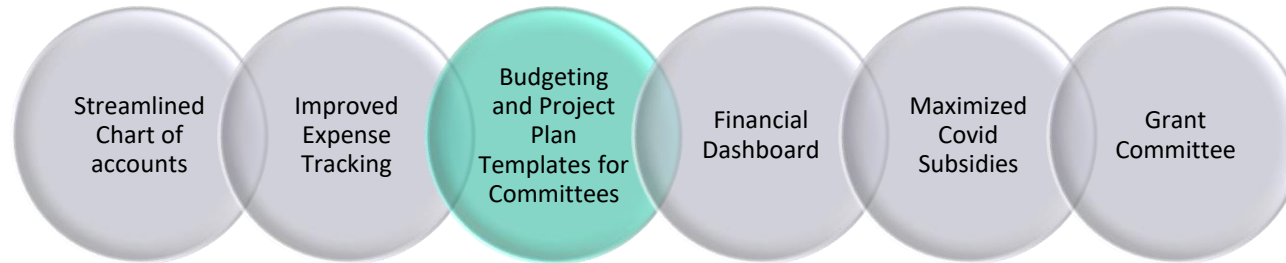 Streamlined
Chart of
accounts
Improved
Expense
Tracking
Budgeting
and Project
Plan
Templates for
Committees
Financial
Dashboard
Maximized
Covid
Subsidies
Grant
Committee